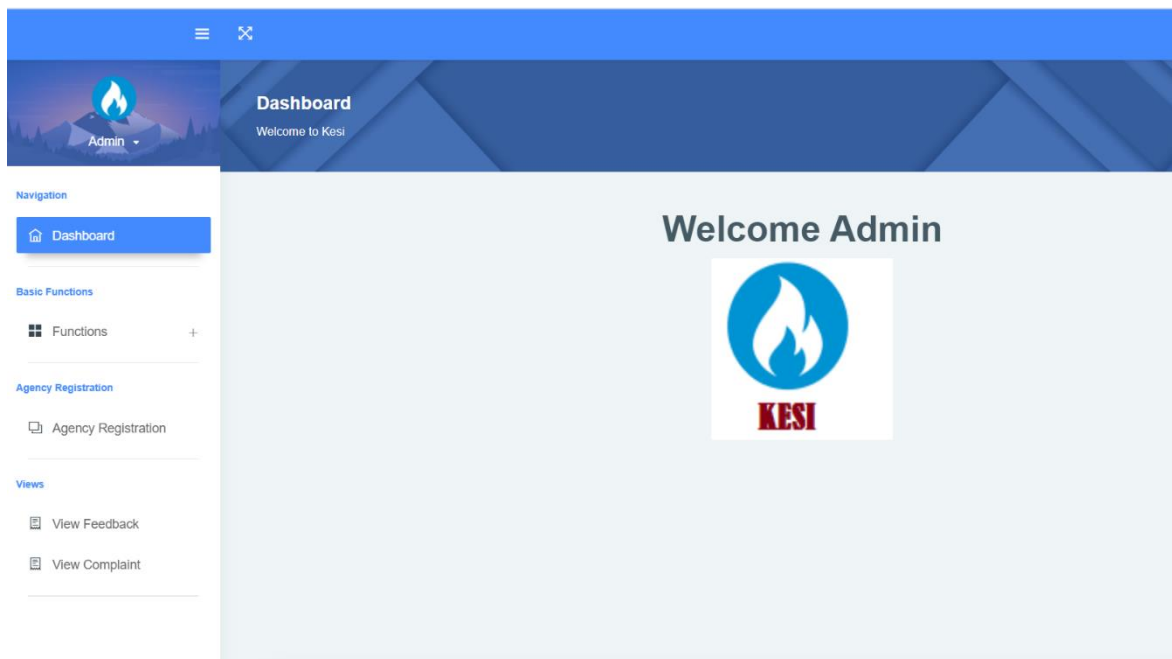 Dashboard
Welcome to Kesi
Admin
Navigation
Dashboard
Basic Functions
Functions
Agency Registration
Agency Registration
Views
View Feedback
View Complaint
Welcome Admin
KESI